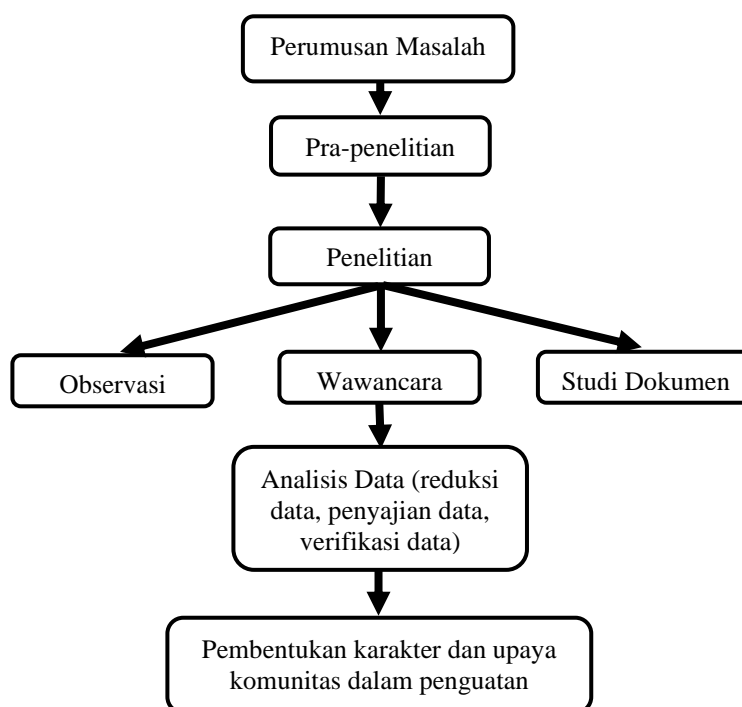 Perumusan Masalah
Pra-penelitian
Penelitian
Observasi
Wawancara
Studi Dokumen
Analisis Data (reduksi
data, penyajian data,
verifikasi data)
Pembentukan karakter dan upaya
komunitas dalam penguatan